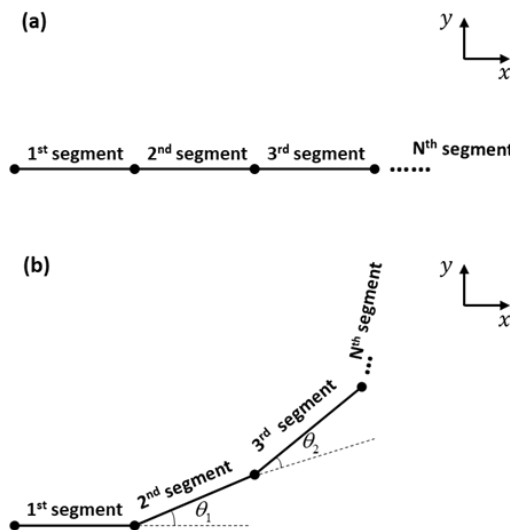 (a)
y
x
1st segment 2nd segment 3rd segment ...... Nth segment
(b)
y
x
Nth segment
...
3rd segment
θ2
2nd segment
1st segment
θ1